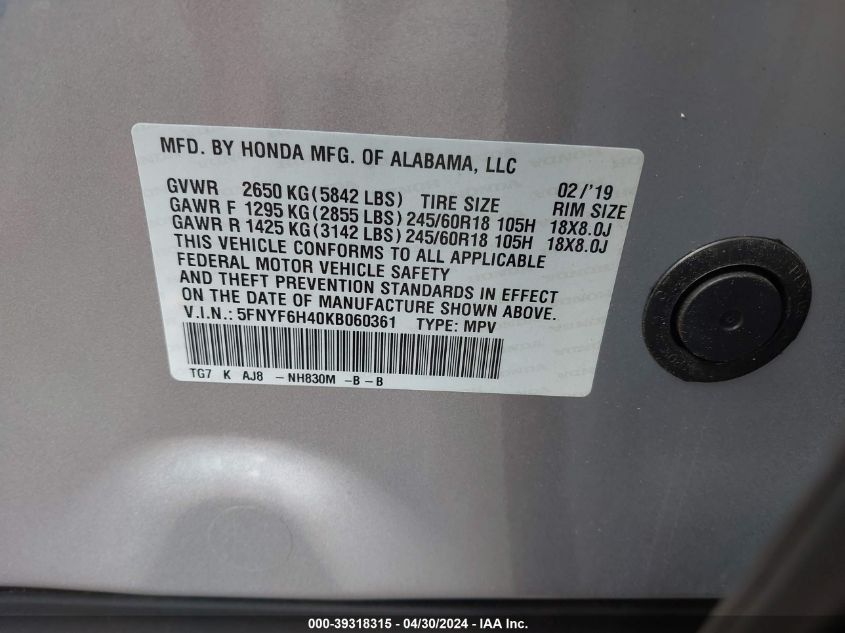 MFD. BY HONDA MFG. OF ALABAMA, LLC
GVWR 2650 KG(5842 LBS) TIRE SIZE 02/'19 RIM SIZE
GAWR F 1295 KG(2855 LBS) 245/60R18 105H 18X8.0J
GAWR R 1425 KG(3142 LBS) 245/60R18 105H 18X8.0J
THIS VEHICLE CONFORMS TO ALL APPLICABLE
FEDERAL MOTOR VEHICLE SAFETY
AND THEFT PREVENTION STANDARDS IN EFFECT
ON THE DATE OF MANUFACTURE SHOWN ABOVE.
V.I.N.: 5FNYF6H40KB060361 TYPE: MPV
TG7 K AJ8 - NH830M -B - B
000-39318315 - 04/30/2024 - IAA Inc.